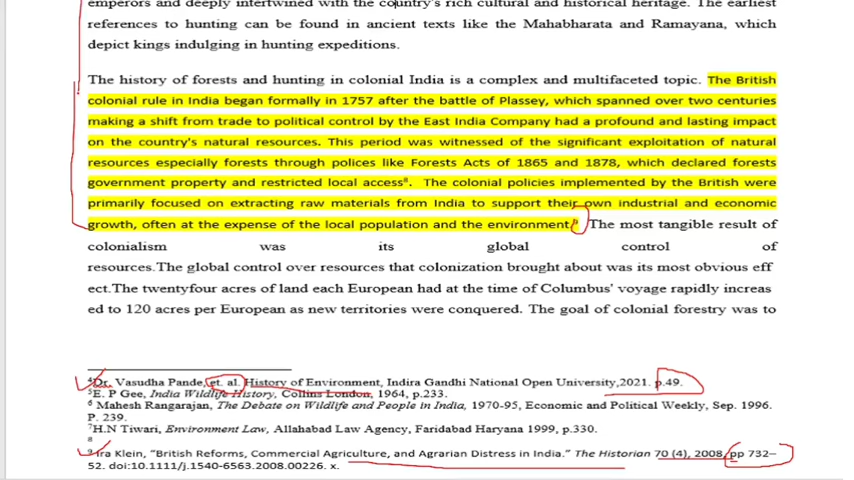 emperors and deeply intertwined with the country's rich cultural and historical heritage. The earliest
references to hunting can be found in ancient texts like the Mahabharata and Ramayana, which
depict kings indulging in hunting expeditions.
The history of forests and hunting in colonial India is a complex and multifaceted topic. The British
colonial rule in India began formally in 1757 after the battle of Plassey, which spanned over two centuries
making a shift from trade to political control by the East India Company had a profound and lasting impact
on the country's natural resources. This period was witnessed of the significant exploitation of natural
resources especially forests through polices like Forests Acts of 1865 and 1878, which declared forests
government property and restricted local access⁸. The colonial policies implemented by the British were
primarily focused on extracting raw materials from India to support their own industrial and economic
growth, often at the expense of the local population and the environment.⁹ The most tangible result of
colonialism was its global control of
resources.The global control over resources that colonization brought about was its most obvious eff
ect.The twentyfour acres of land each European had at the time of Columbus' voyage rapidly increas
ed to 120 acres per European as new territories were conquered. The goal of colonial forestry was to
⁴Dr. Vasudha Pande, et. al. History of Environment, Indira Gandhi National Open University,2021. p.49.
⁵E. P Gee, India Wildlife History, Collins London, 1964, p.233.
⁶ Mahesh Rangarajan, The Debate on Wildlife and People in India, 1970-95, Economic and Political Weekly, Sep. 1996.
P. 239.
⁷H.N Tiwari, Environment Law, Allahabad Law Agency, Faridabad Haryana 1999, p.330.
⁸
⁹ Ira Klein, "British Reforms, Commercial Agriculture, and Agrarian Distress in India." The Historian 70 (4), 2008, pp 732–
52. doi:10.1111/j.1540-6563.2008.00226. x.